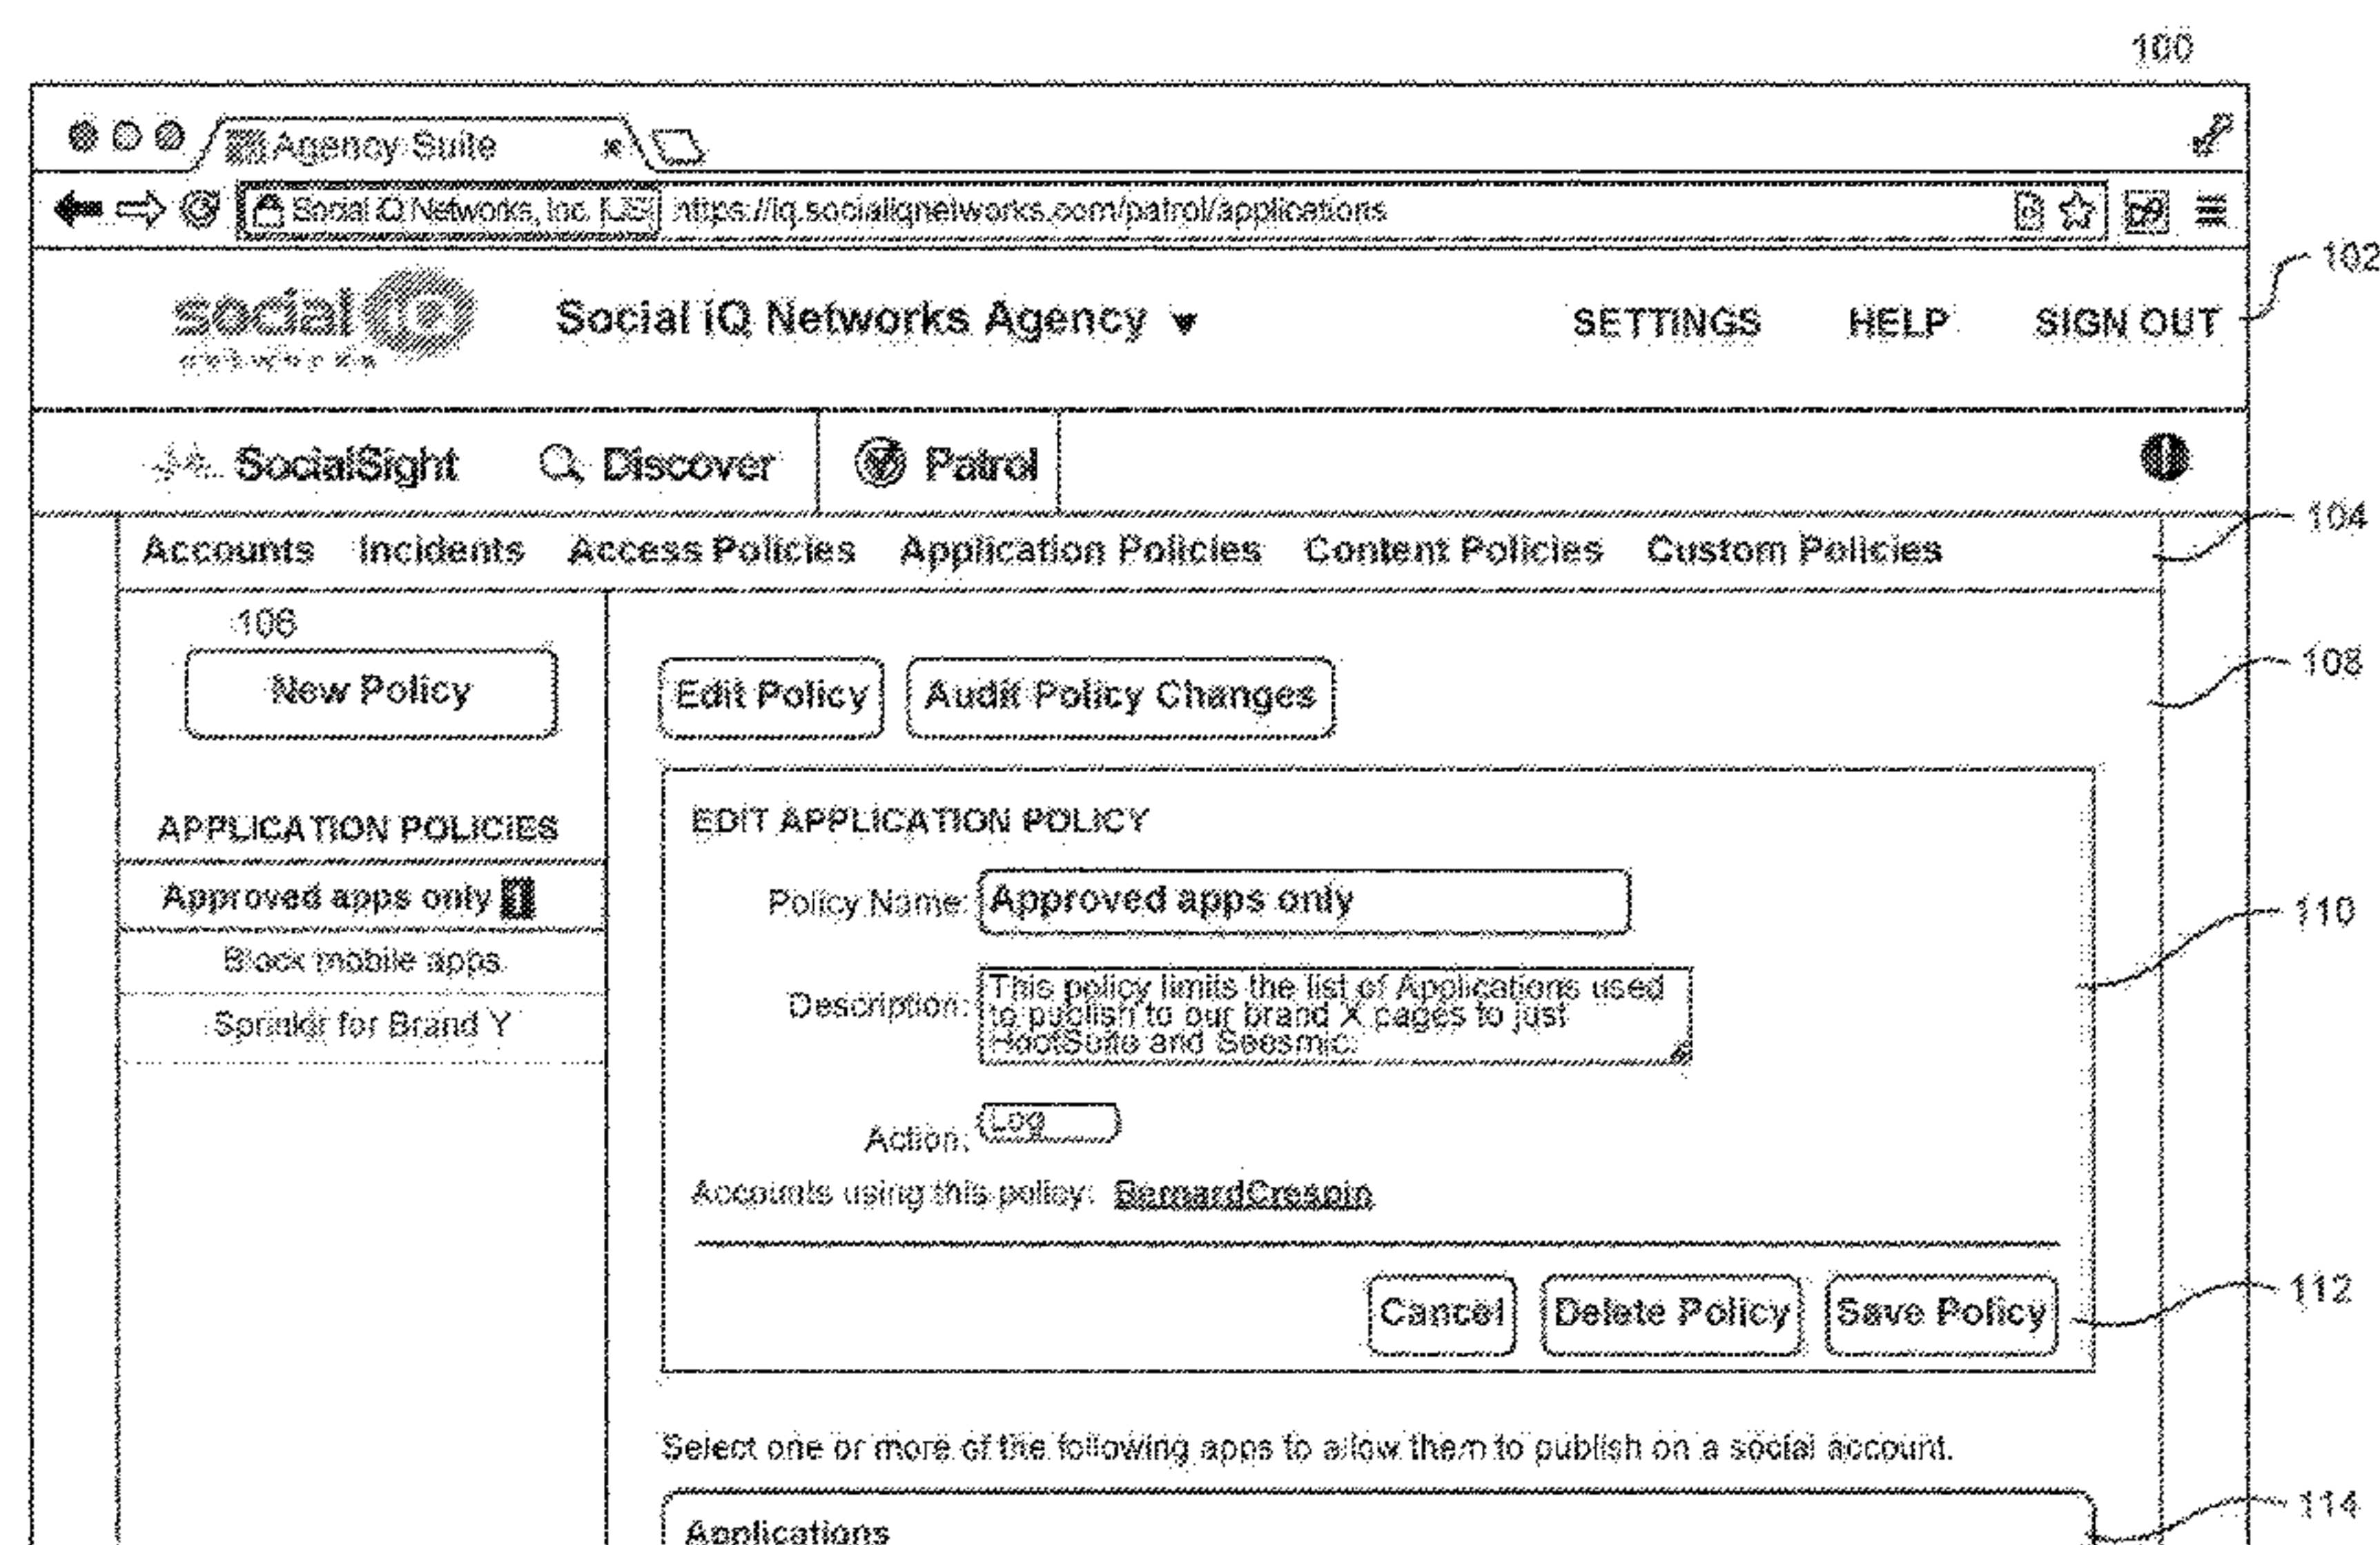 100
Agency Suite
Social iQ Networks, Inc. [US] https://iq.socialiqnetworks.com/patrol/applications
102
social iQ
networks
Social iQ Networks Agency SETTINGS HELP SIGN OUT
SocialSight Discover Patrol
104
Accounts Incidents Access Policies Application Policies Content Policies Custom Policies
106
108
New Policy
Edit Policy Audit Policy Changes
APPLICATION POLICIES
Approved apps only
Block mobile apps
Sprinklr for Brand Y
EDIT APPLICATION POLICY
Policy Name: Approved apps only
110
Description: This policy limits the list of Applications used
to publish to our brand X pages to just
HootSuite and Seesmic.
Action: Log
Accounts using this policy: BernardCrespin
112
Cancel Delete Policy Save Policy
Select one or more of the following apps to allow them to publish on a social account.
114
Applications